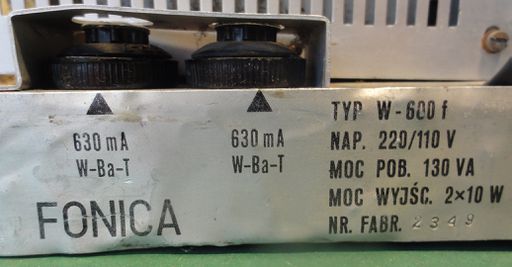 630 mA
W-Ba-T
630 mA
W-Ba-T
FONICA
TYP W-600 f
NAP. 220/110 V
MOC POB. 130 VA
MOC WYJŚC. 2×10 W
NR. FABR. 2349